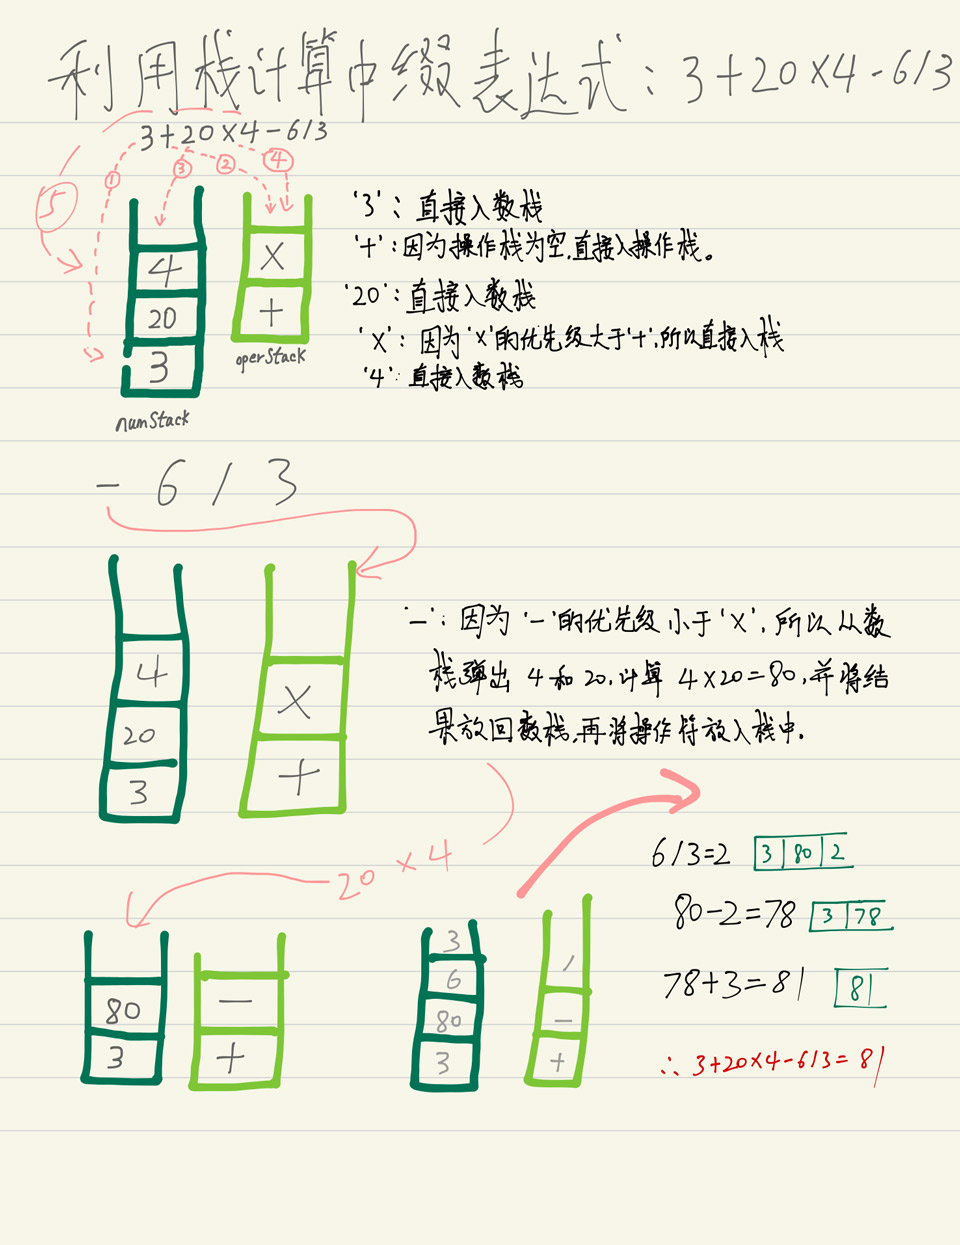 利用栈计算中缀表达式：3+20×4-6/3
3+20×4-6/3
① ③ ② ④
5
4
20
3
numStack
×
+
operStack
'3'：直接入数栈
'+'：因为操作栈为空，直接入操作栈。
'20'：直接入数栈
'×'：因为'×'的优先级大于'+'，所以直接入栈
'4'：直接入数栈
- 6 / 3
4
20
3
×
+
'-'：因为'-'的优先级小于'×'，所以从数
栈弹出4和20，计算4×20=80，并将结
果放回数栈，再将操作符放入栈中.
20×4
80
3
-
+
3
6
80
3
/
-
+
6/3=2 3|80|2
80-2=78 3|78
78+3=81 81
∴3+20×4-6/3=81